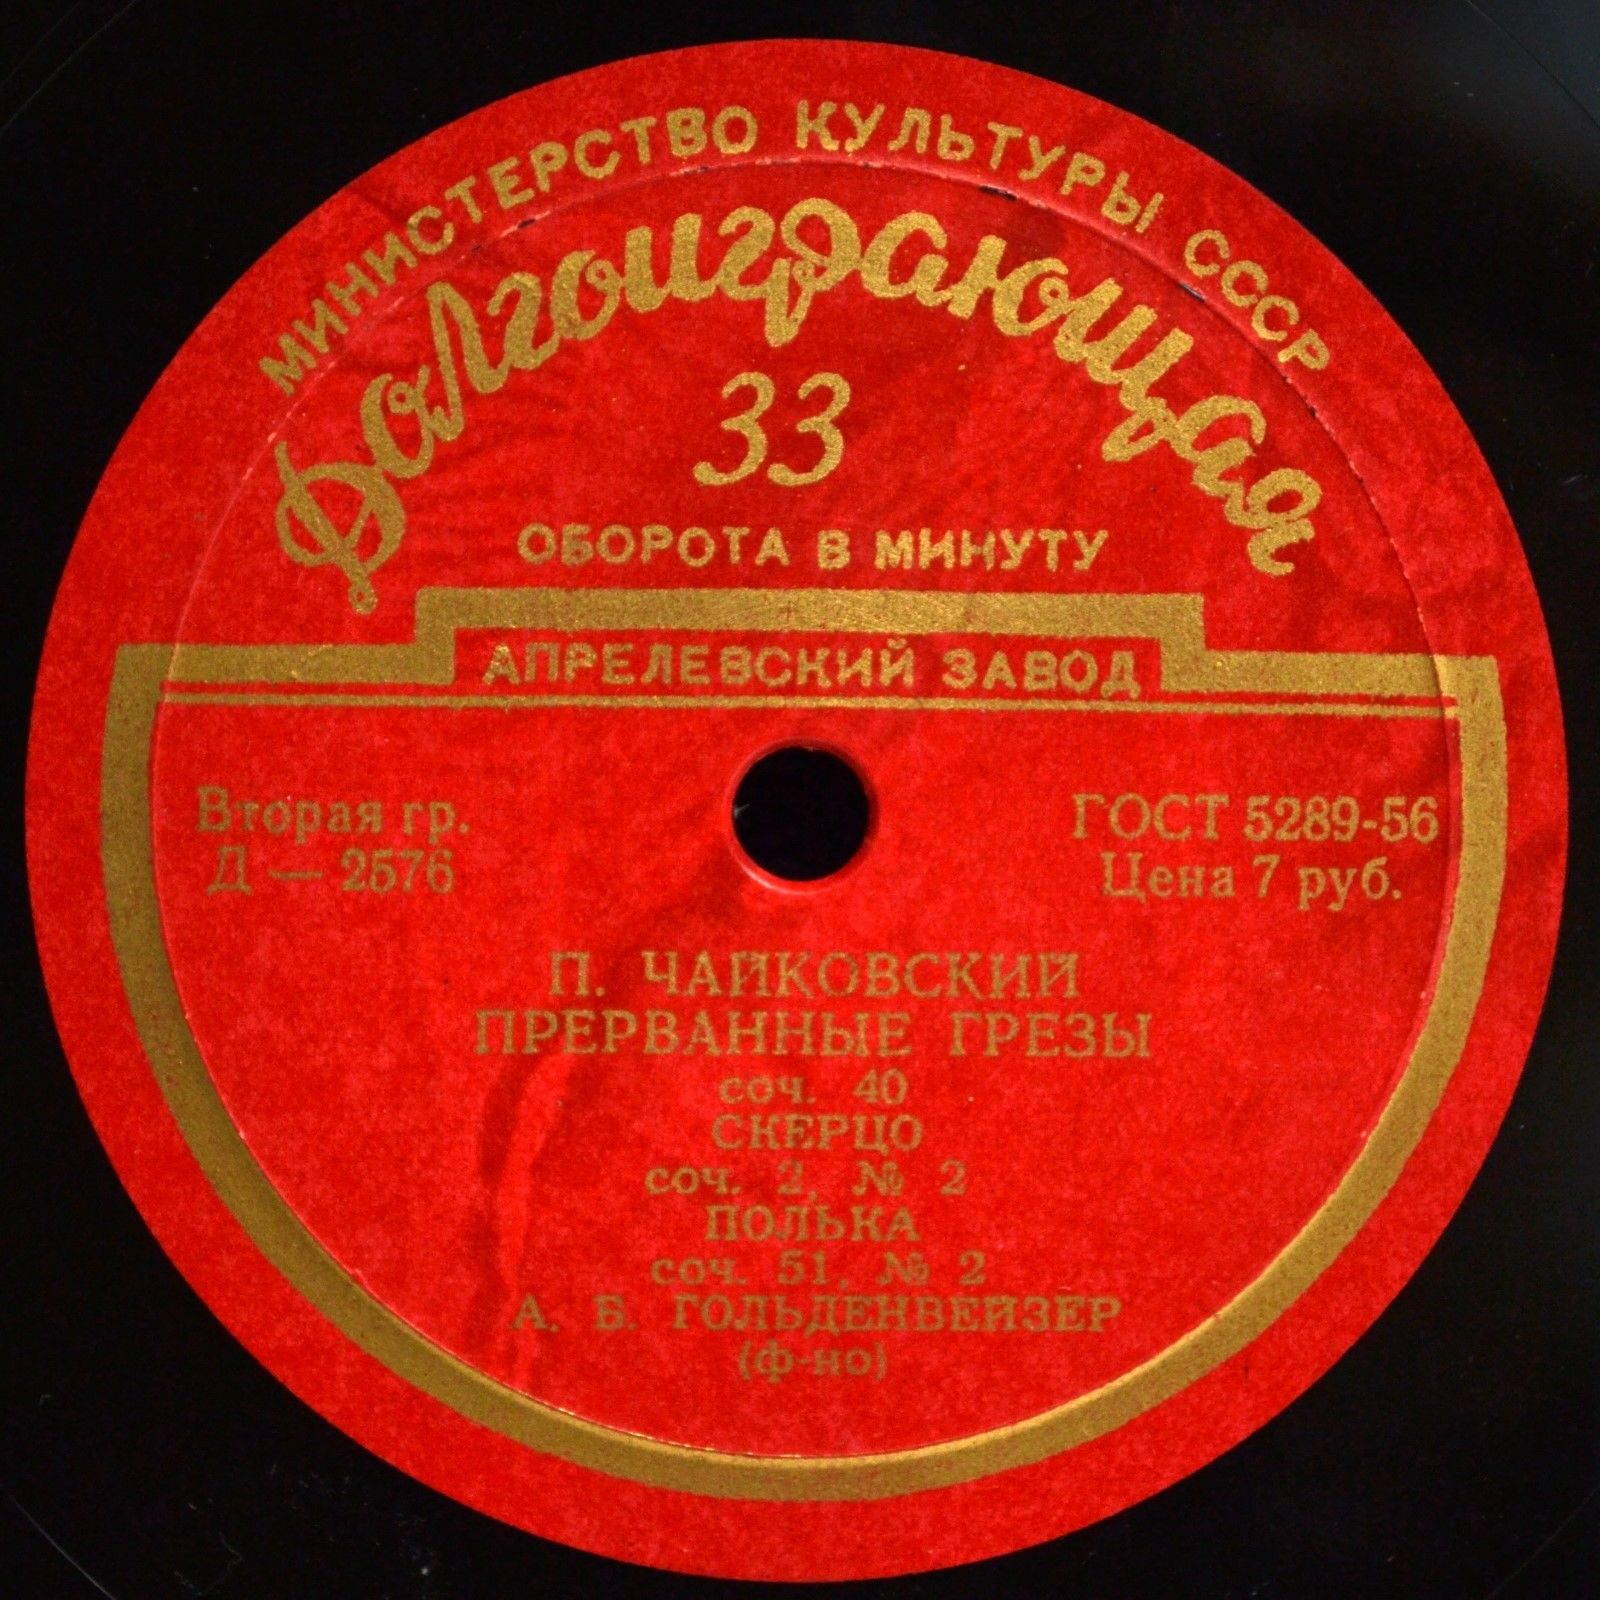 МИНИСТЕРСТВО КУЛЬТУРЫ СССР
Долгоиграющая
33
ОБОРОТА В МИНУТУ
АПРЕЛЕВСКИЙ ЗАВОД
Вторая гр.
Д — 2576
ГОСТ 5289-56
Цена 7 руб.
П. ЧАЙКОВСКИЙ
ПРЕРВАННЫЕ ГРЕЗЫ
соч. 40
СКЕРЦО
соч. 2, № 2
ПОЛЬКА
соч. 51, № 2
А. Б. ГОЛЬДЕНВЕЙЗЕР
(ф-но)